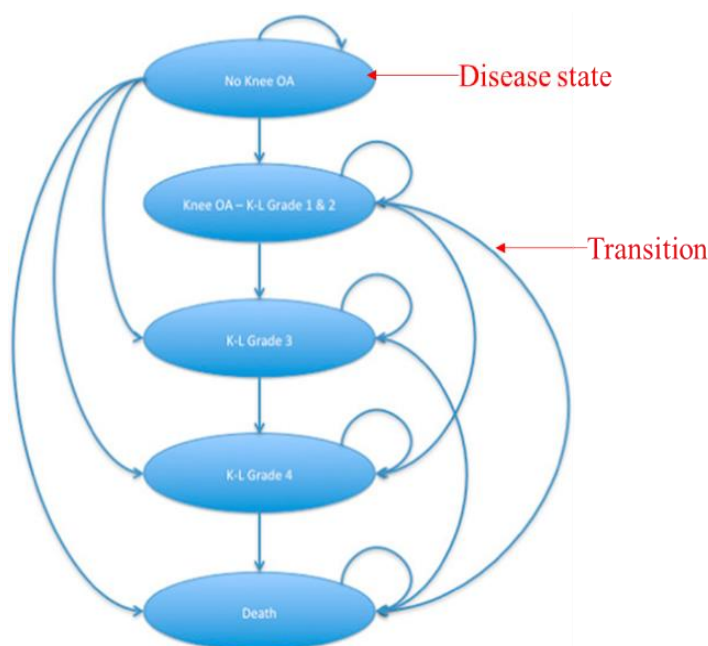 No Knee OA
Disease state
Knee OA – K-L Grade 1 & 2
Transition
K-L Grade 3
K-L Grade 4
Death